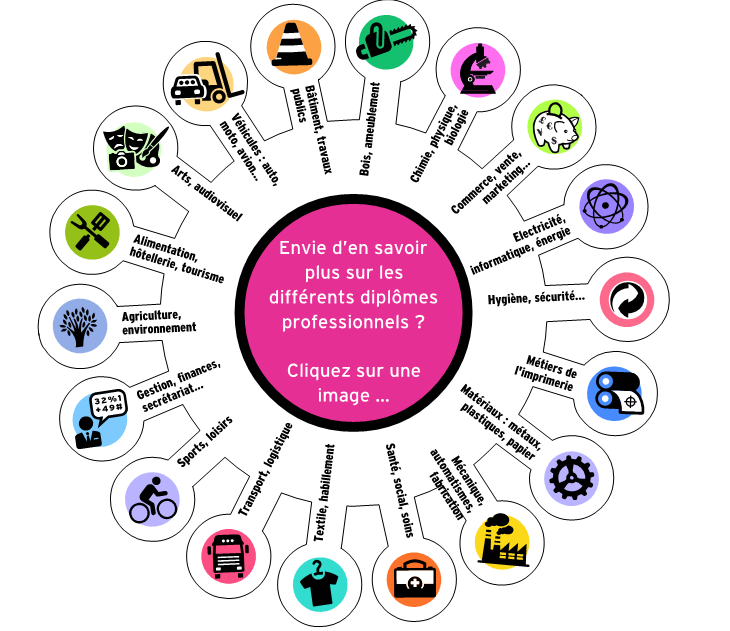 Envie d'en savoir
plus sur les
différents diplômes
professionnels ?
Cliquez sur une
image ...
Bois, ameublement
Chimie, physique,
biologie
Commerce, vente,
marketing...
Electricité,
informatique, énergie
Hygiène, sécurité...
Métiers de
l'imprimerie
Matériaux : métaux,
plastiques, papier
Mécanique,
automatismes,
fabrication
Santé, social, soins
Textile, habillement
Transport, logistique
Sports, loisirs
Gestion, finances,
secrétariat...
32%1
+49#
Agriculture,
environnement
Alimentation,
hôtellerie, tourisme
Arts, audiovisuel
Véhicules : auto,
moto, avion...
Bâtiment, travaux
publics